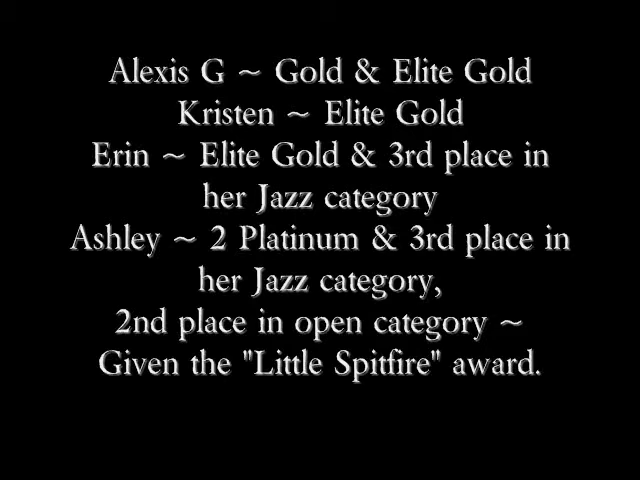 Alexis G ~ Gold & Elite Gold
Kristen ~ Elite Gold
Erin ~ Elite Gold & 3rd place in
her Jazz category
Ashley ~ 2 Platinum & 3rd place in
her Jazz category,
2nd place in open category ~
Given the "Little Spitfire" award.